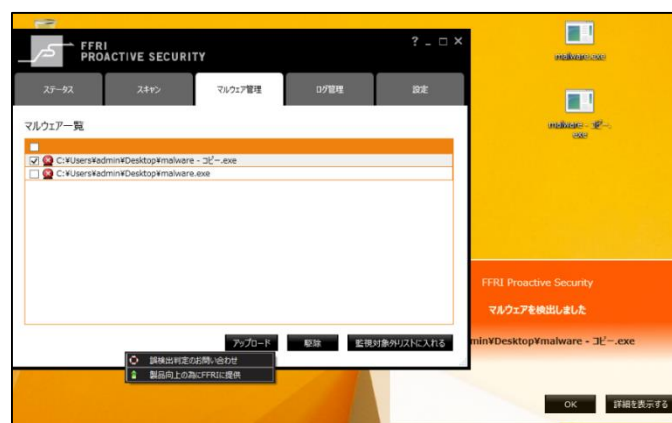 FFRI
PROACTIVE SECURITY
ステータス
スキャン
マルウェア管理
ログ管理
設定
マルウェア一覧
C:¥Users¥admin¥Desktop¥malware - コピー.exe
C:¥Users¥admin¥Desktop¥malware.exe
アップロード
駆除
監視対象外リストに入れる
誤検出判定のお問い合わせ
製品向上の為にFFRIに提供
malware.exe
malware - コピー.exe
FFRI Proactive Security
マルウェアを検出しました
min¥Desktop¥malware - コピー.exe
OK
詳細を表示する